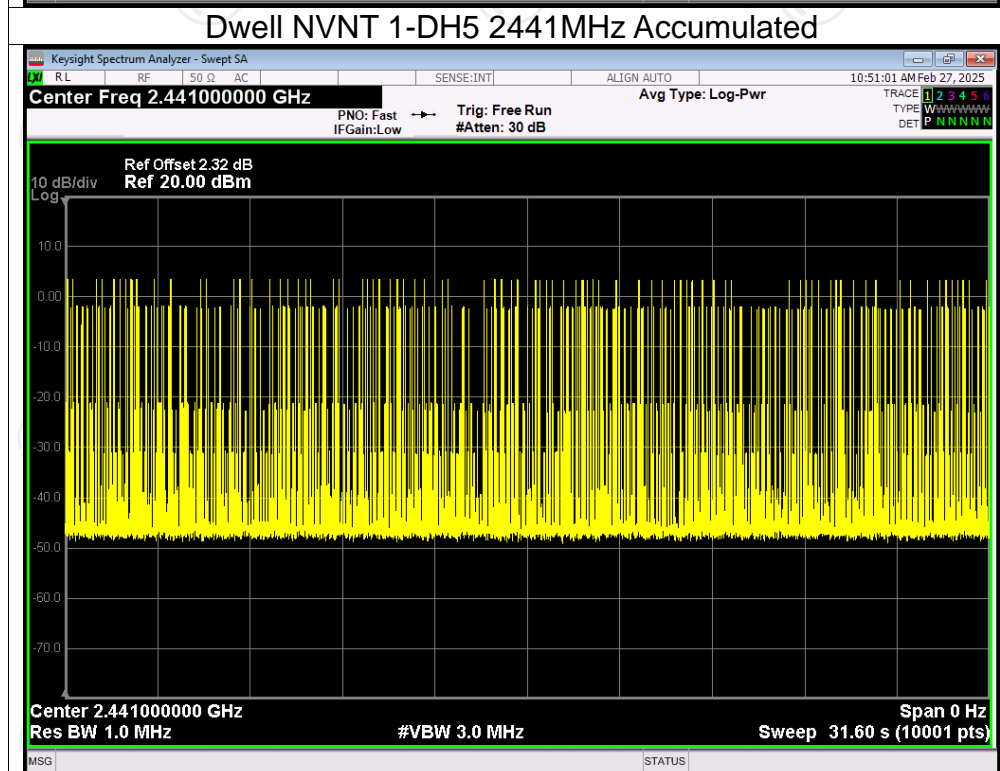 Dwell NVNT 1-DH5 2441MHz Accumulated
Keysight Spectrum Analyzer - Swept SA
LXI RL RF 50 Ω AC SENSE:INT ALIGN AUTO 10:51:01 AM Feb 27, 2025
Center Freq 2.441000000 GHz Avg Type: Log-Pwr TRACE 1 2 3 4 5 6
PNO: Fast Trig: Free Run TYPE WWWWWW
IFGain:Low #Atten: 30 dB DET P N N N N N
Ref Offset 2.32 dB
10 dB/div Ref 20.00 dBm
Log
10.0
0.00
-10.0
-20.0
-30.0
-40.0
-50.0
-60.0
-70.0
Center 2.441000000 GHz Span 0 Hz
Res BW 1.0 MHz #VBW 3.0 MHz Sweep 31.60 s (10001 pts)
MSG STATUS